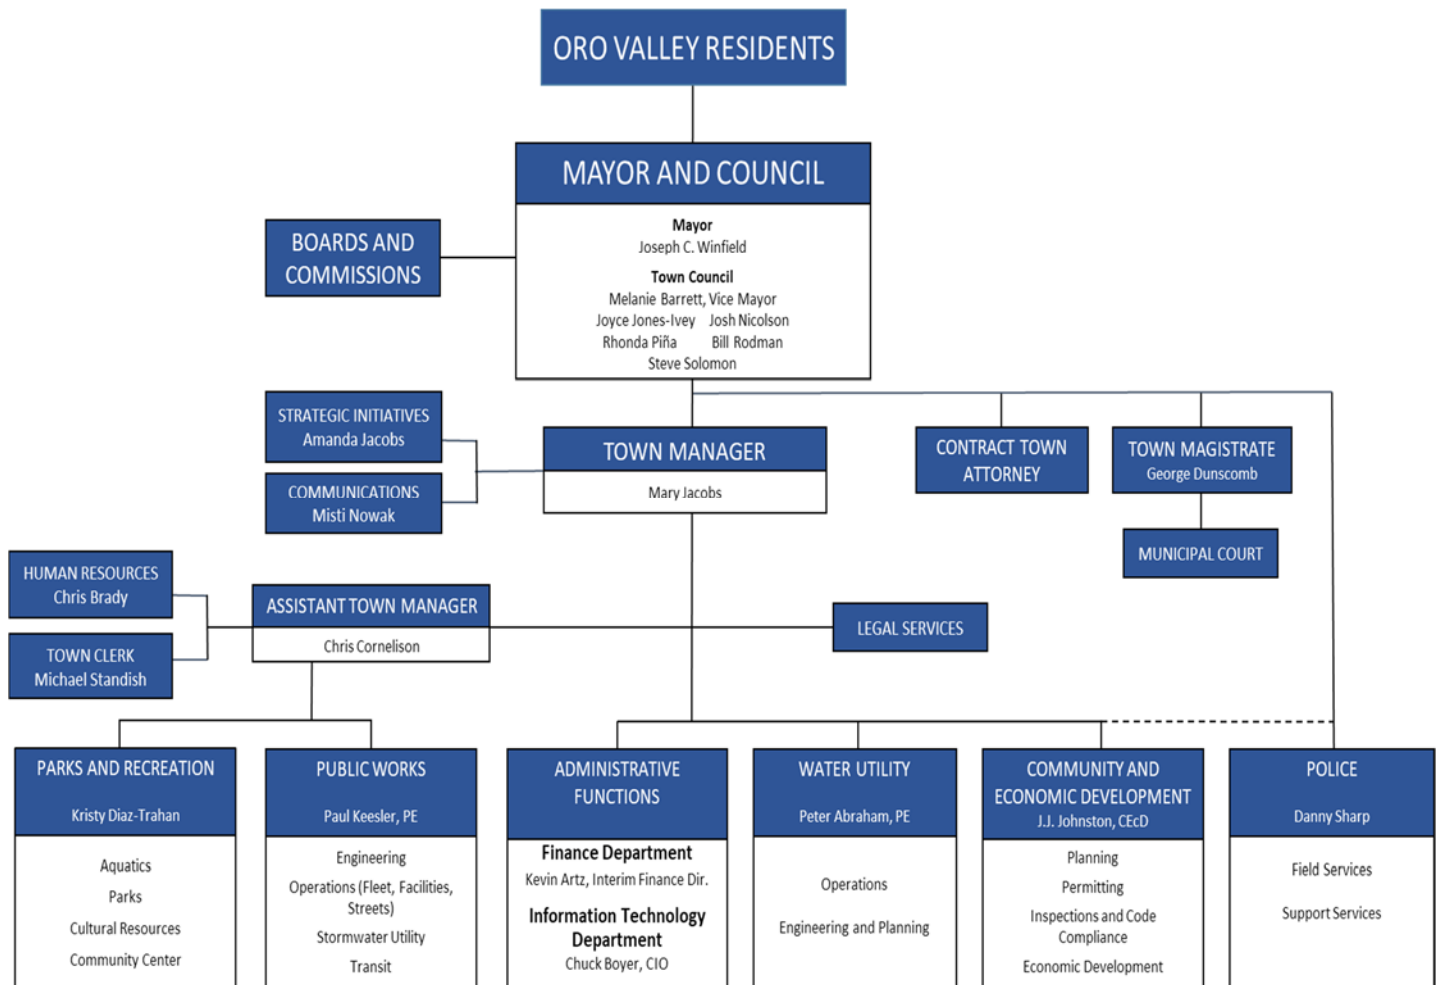 ORO VALLEY RESIDENTS
MAYOR AND COUNCIL
Mayor
Joseph C. Winfield
Town Council
Melanie Barrett, Vice Mayor
Joyce Jones-Ivey Josh Nicolson
Rhonda Piña Bill Rodman
Steve Solomon
BOARDS AND
COMMISSIONS
STRATEGIC INITIATIVES
Amanda Jacobs
COMMUNICATIONS
Misti Nowak
TOWN MANAGER
Mary Jacobs
CONTRACT TOWN
ATTORNEY
TOWN MAGISTRATE
George Dunscomb
MUNICIPAL COURT
HUMAN RESOURCES
Chris Brady
TOWN CLERK
Michael Standish
ASSISTANT TOWN MANAGER
Chris Cornelison
LEGAL SERVICES
PARKS AND RECREATION
Kristy Diaz-Trahan
Aquatics
Parks
Cultural Resources
Community Center
PUBLIC WORKS
Paul Keesler, PE
Engineering
Operations (Fleet, Facilities,
Streets)
Stormwater Utility
Transit
ADMINISTRATIVE
FUNCTIONS
Finance Department
Kevin Artz, Interim Finance Dir.
Information Technology
Department
Chuck Boyer, CIO
WATER UTILITY
Peter Abraham, PE
Operations
Engineering and Planning
COMMUNITY AND
ECONOMIC DEVELOPMENT
J.J. Johnston, CEcD
Planning
Permitting
Inspections and Code
Compliance
Economic Development
POLICE
Danny Sharp
Field Services
Support Services